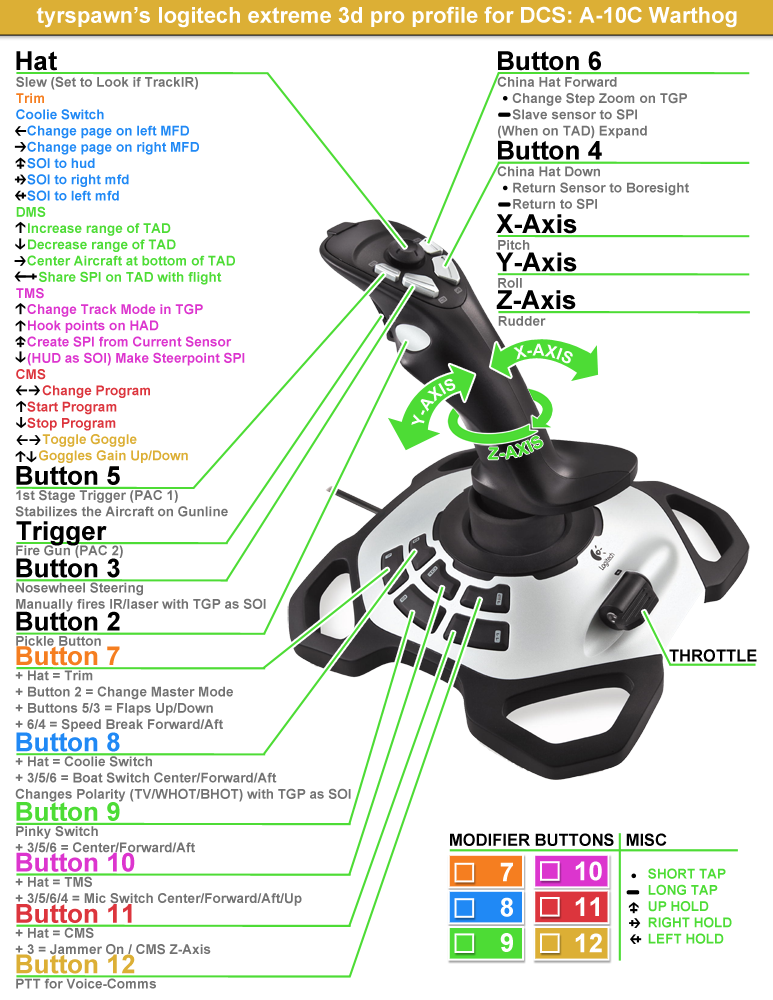 tyrspawn's logitech extreme 3d pro profile for DCS: A-10C Warthog
Hat
Slew (Set to Look if TrackIR)
Trim
Coolie Switch
←Change page on left MFD
→Change page on right MFD
⇞SOI to hud
⇸SOI to right mfd
⇷SOI to left mfd
DMS
↑Increase range of TAD
↓Decrease range of TAD
→Center Aircraft at bottom of TAD
⇷Share SPI on TAD with flight
TMS
↑Change Track Mode in TGP
↑Hook points on HAD
⇞Create SPI from Current Sensor
↓(HUD as SOI) Make Steerpoint SPI
CMS
←→Change Program
↑Start Program
↓Stop Program
←→Toggle Goggle
↑↓Goggles Gain Up/Down
Button 5
1st Stage Trigger (PAC 1)
Stabilizes the Aircraft on Gunline
Trigger
Fire Gun (PAC 2)
Button 3
Nosewheel Steering
Manually fires IR/laser with TGP as SOI
Button 2
Pickle Button
Button 7
+ Hat = Trim
+ Button 2 = Change Master Mode
+ Buttons 5/3 = Flaps Up/Down
+ 6/4 = Speed Break Forward/Aft
Button 8
+ Hat = Coolie Switch
+ 3/5/6 = Boat Switch Center/Forward/Aft
Changes Polarity (TV/WHOT/BHOT) with TGP as SOI
Button 9
Pinky Switch
+ 3/5/6 = Center/Forward/Aft
Button 10
+ Hat = TMS
+ 3/5/6/4 = Mic Switch Center/Forward/Aft/Up
Button 11
+ Hat = CMS
+ 3 = Jammer On / CMS Z-Axis
Button 12
PTT for Voice-Comms
Button 6
China Hat Forward
• Change Step Zoom on TGP
▬Slave sensor to SPI
(When on TAD) Expand
Button 4
China Hat Down
• Return Sensor to Boresight
▬Return to SPI
X-Axis
Pitch
Y-Axis
Roll
Z-Axis
Rudder
X-AXIS
Y-AXIS
Z-AXIS
Logitech
THROTTLE
MODIFIER BUTTONS
7
10
8
11
9
12
MISC
• SHORT TAP
▬ LONG TAP
⇞ UP HOLD
⇸ RIGHT HOLD
⇷ LEFT HOLD